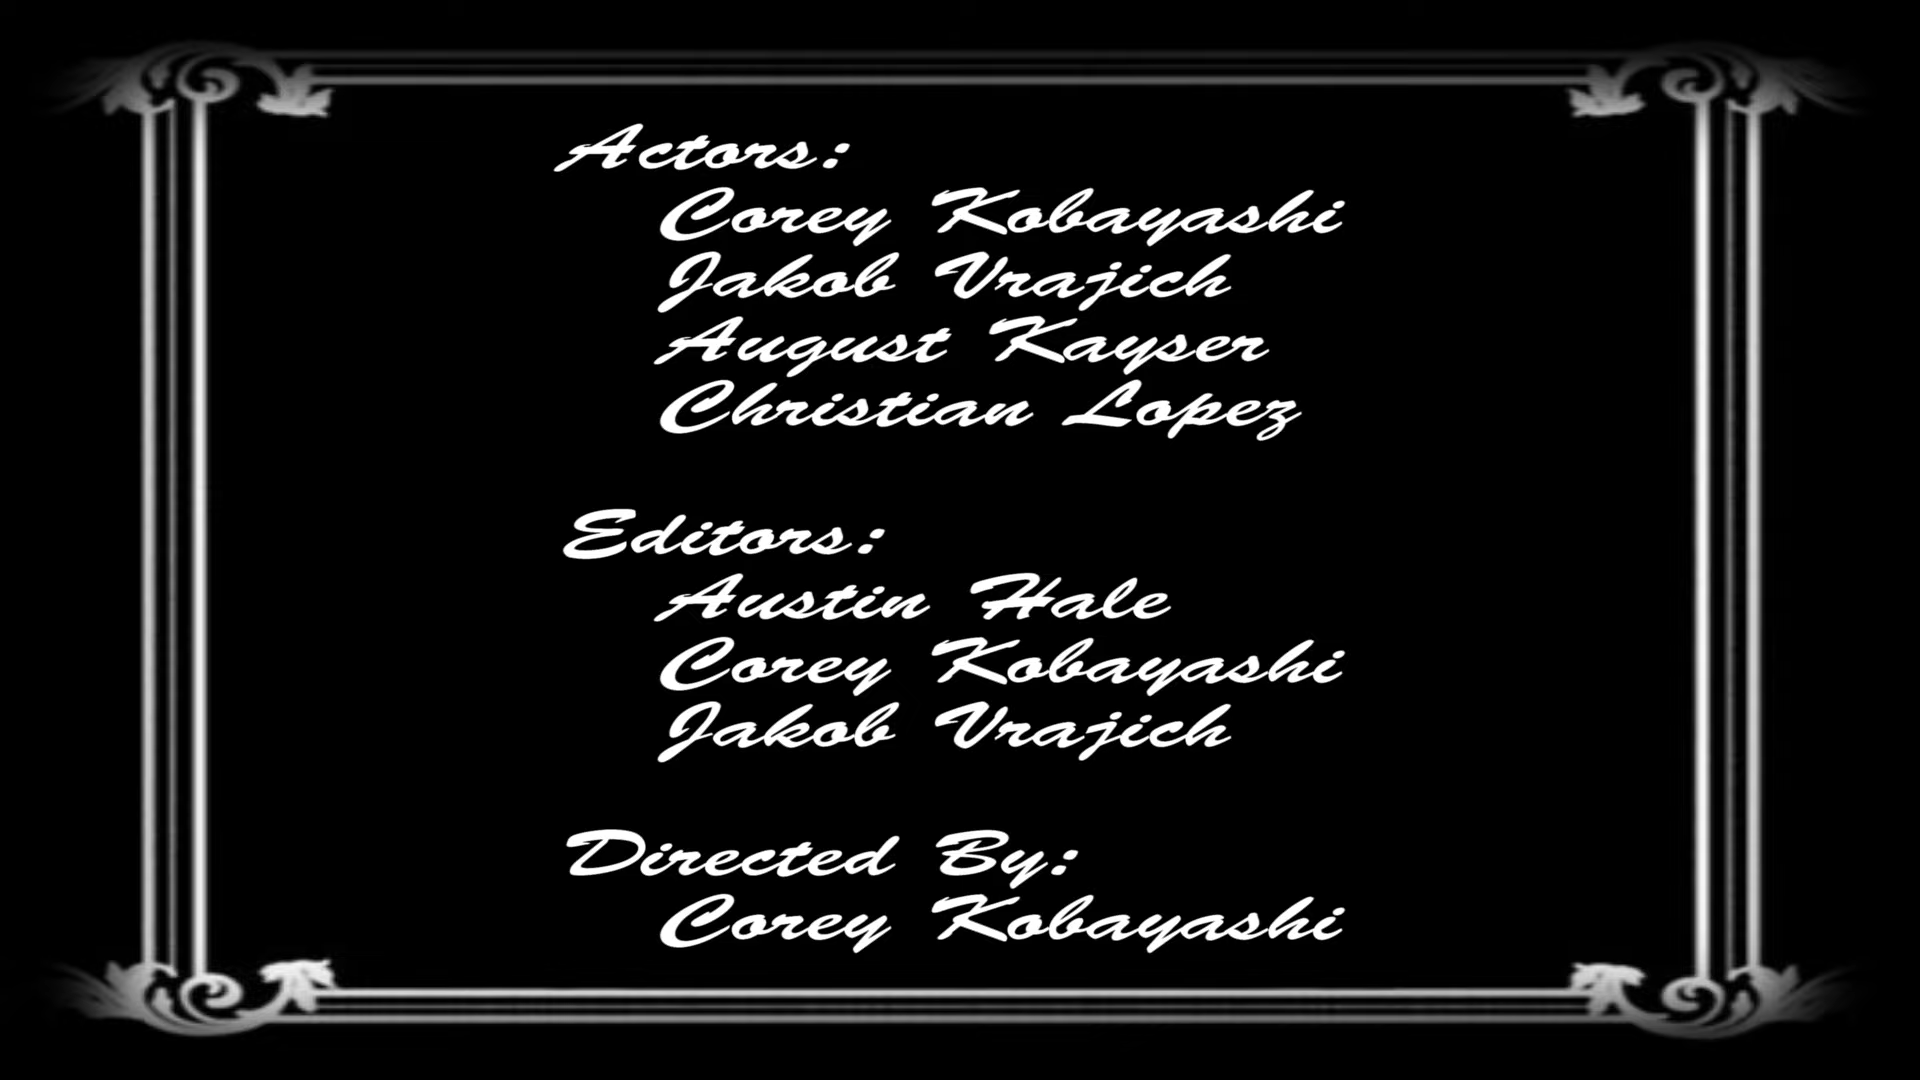 Actors:
Corey Kobayashi
Jakob Vrajich
August Kayser
Christian Lopez
Editors:
Austin Hale
Corey Kobayashi
Jakob Vrajich
Directed By:
Corey Kobayashi